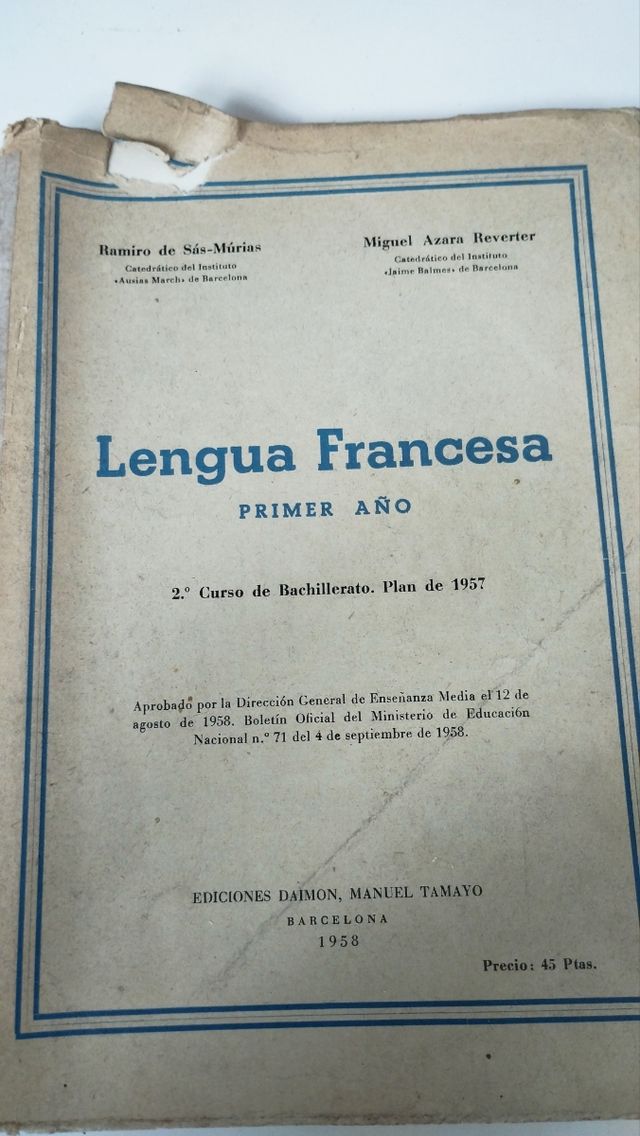 Ramiro de Sás-Múrias
Catedrático del Instituto
«Ausias March» de Barcelona
Miguel Azara Reverter
Catedrático del Instituto
«Jaime Balmes» de Barcelona
Lengua Francesa
PRIMER AÑO
2.º Curso de Bachillerato. Plan de 1957
Aprobado por la Dirección General de Enseñanza Media el 12 de
agosto de 1958. Boletín Oficial del Ministerio de Educación
Nacional n.º 71 del 4 de septiembre de 1958.
EDICIONES DAIMON, MANUEL TAMAYO
BARCELONA
1958
Precio: 45 Ptas.